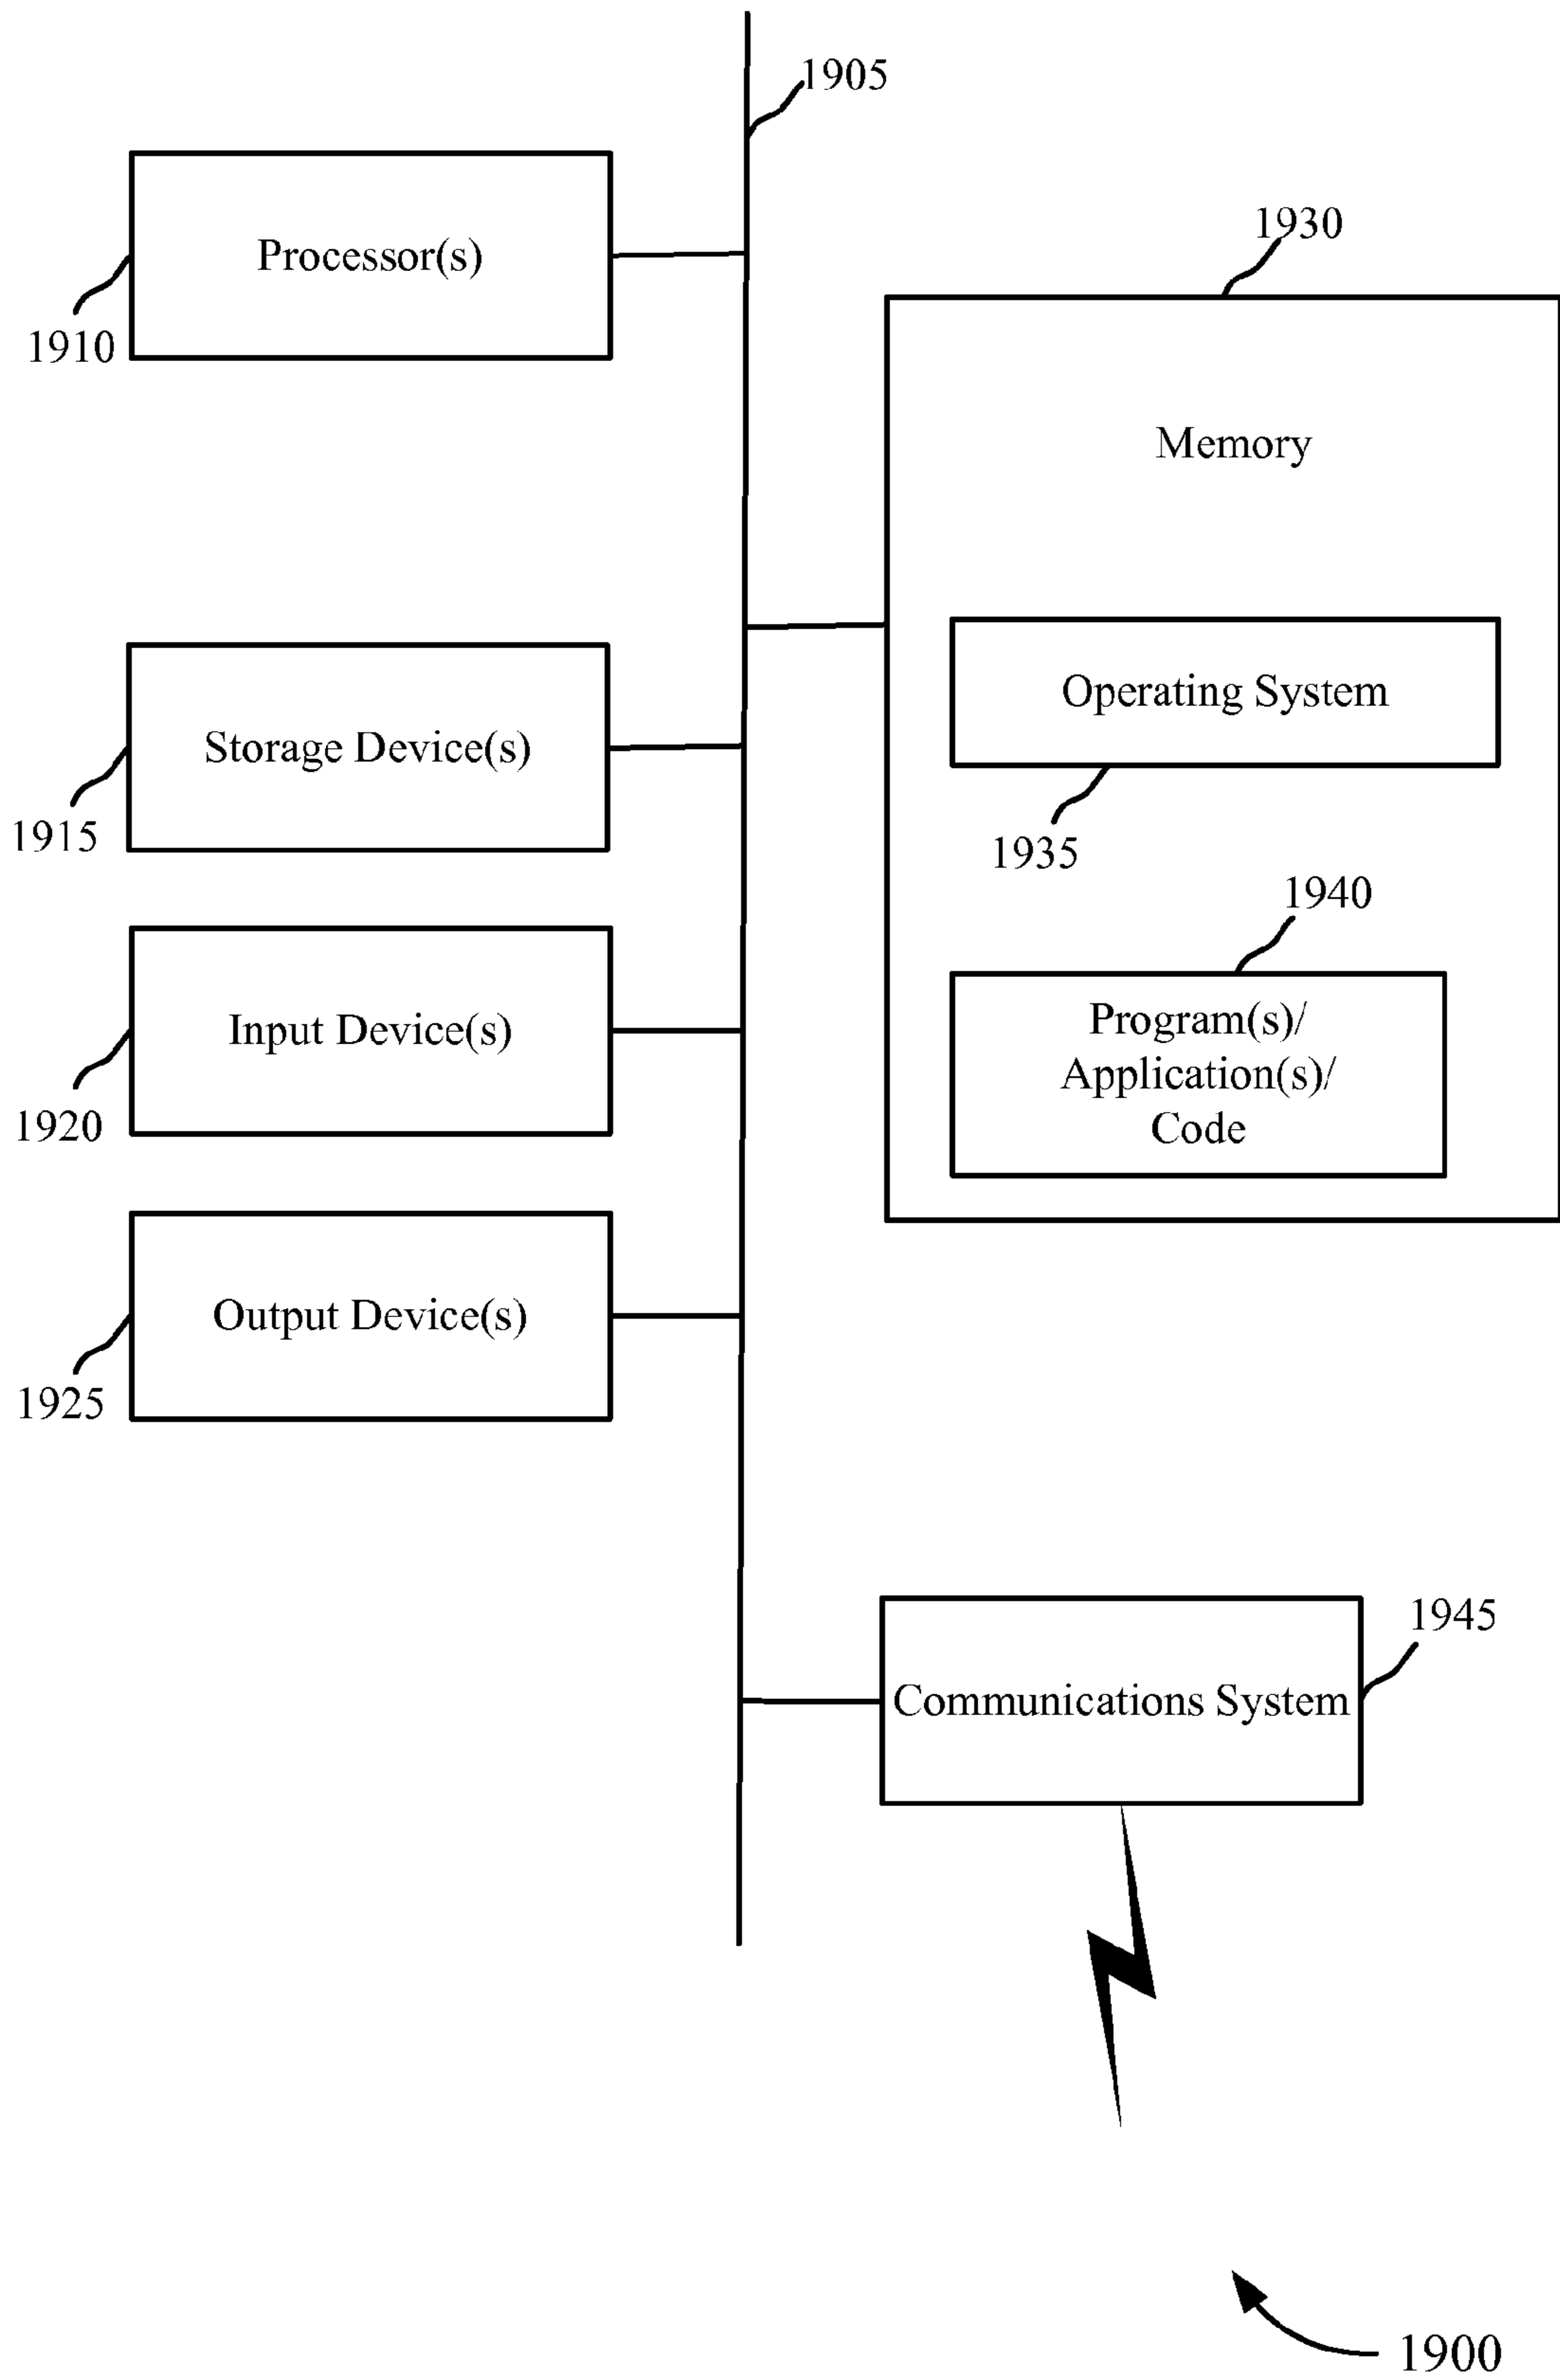 1905
Processor(s)
1910
1930
Memory
Operating System
1935
Storage Device(s)
1915
1940
Program(s)/
Application(s)/
Code
Input Device(s)
1920
Output Device(s)
1925
1945
Communications System
1900